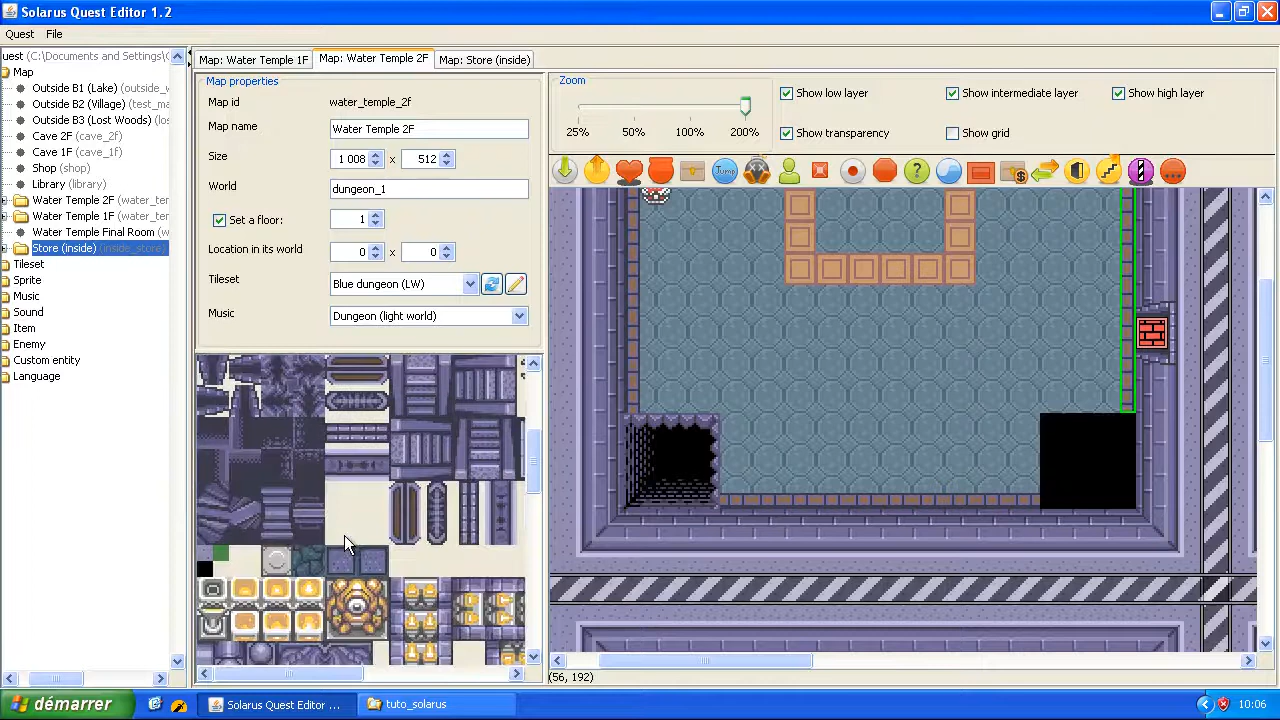 Solarus Quest Editor 1.2
Quest File
uest (C:\Documents and Settings\C
Map
Outside B1 (Lake) (outside_
Outside B2 (Village) (test_ma
Outside B3 (Lost Woods) (ou
Cave 2F (cave_2f)
Cave 1F (cave_1f)
Shop (shop)
Library (library)
Water Temple 2F (water_ter
Water Temple 1F (water_ter
Water Temple Final Room (w
Store (inside) (inside_store)
Tileset
Sprite
Music
Sound
Item
Enemy
Custom entity
Language
Map: Water Temple 1F Map: Water Temple 2F Map: Store (inside)
Map properties
Map id water_temple_2f
Map name Water Temple 2F
Size 1 008 x 512
World dungeon_1
Set a floor: 1
Location in its world 0 x 0
Tileset Blue dungeon (LW)
Music Dungeon (light world)
Zoom
25% 50% 100% 200%
Show low layer Show intermediate layer Show high layer
Show transparency Show grid
Jump
(56, 192)
démarrer Solarus Quest Editor ... tuto_solarus 10:06